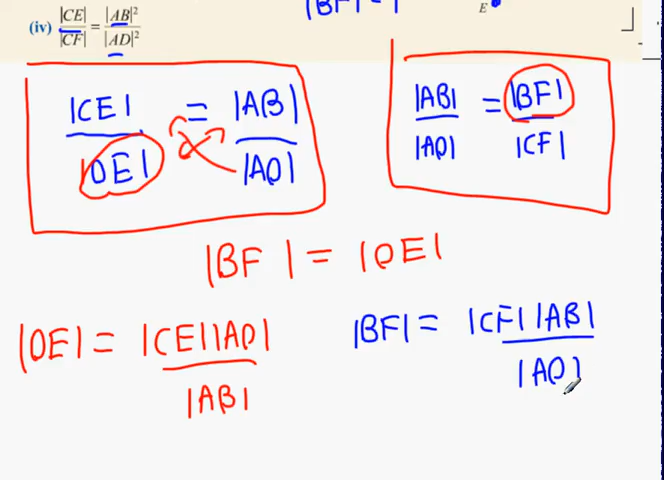 (iv) |CE| / |CF| = |AB|² / |AD|²
E
|CE| / |DE| = |AB| / |AD|
|AB| / |AD| = |BF| / |CF|
|BF| = |DE|
|DE| = |CE||AD| / |AB|
|BF| = |CF||AB| / |AD|